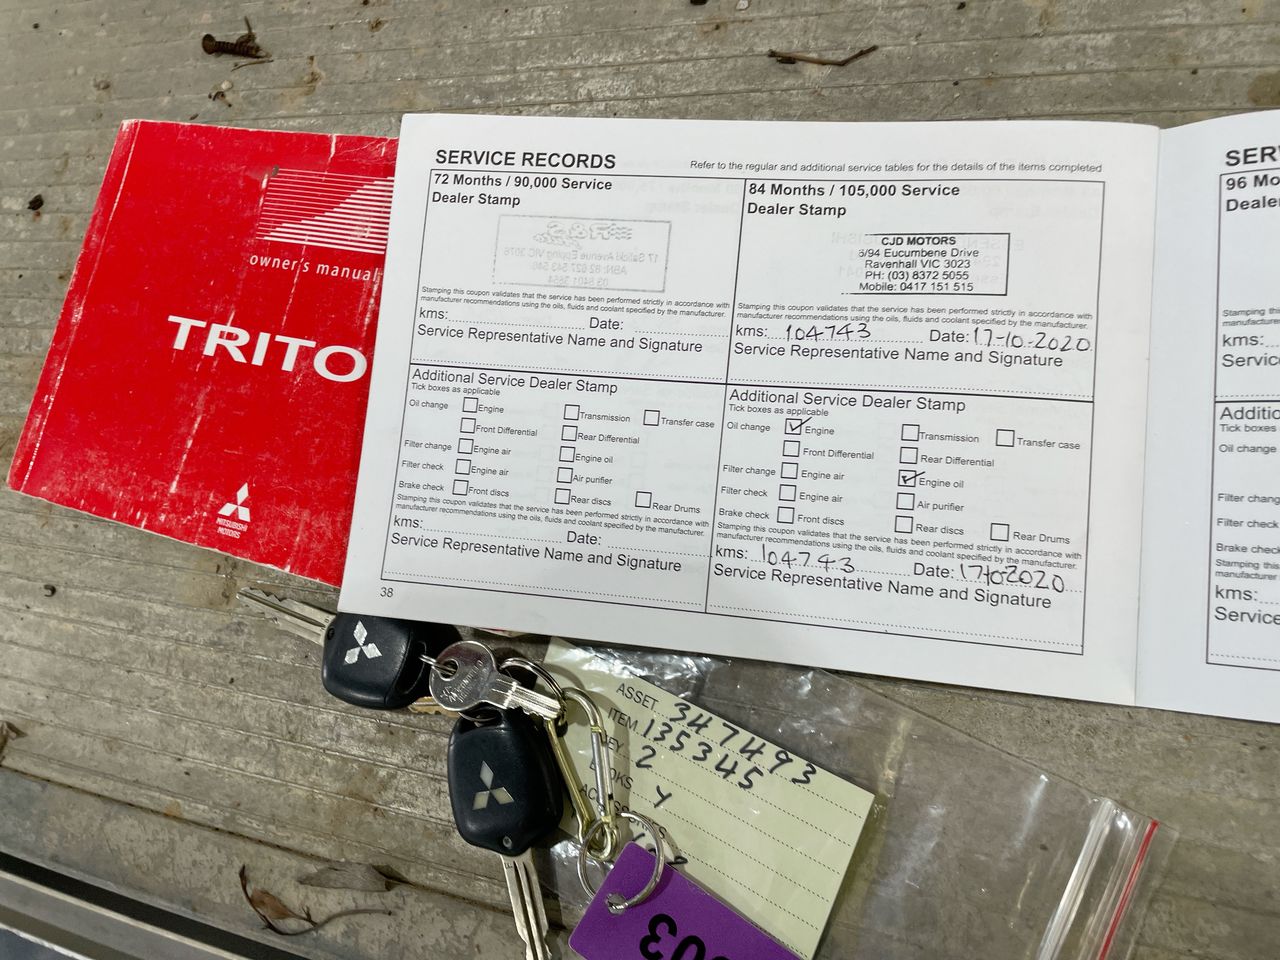 SERVICE RECORDS
Refer to the regular and additional service tables for the details of the items completed
72 Months / 90,000 Service
Dealer Stamp
17 Salicki Avenue Epping VIC 3076
Stamping this coupon validates that the service has been performed strictly in accordance with
manufacturer recommendations using the oils, fluids and coolant specified by the manufacturer.
kms: Date:
Service Representative Name and Signature
Additional Service Dealer Stamp
Tick boxes as applicable
Oil change Engine Transmission Transfer case
Front Differential Rear Differential
Filter change Engine air Engine oil
Filter check Engine air Air purifier
Brake check Front discs Rear discs Rear Drums
Stamping this coupon validates that the service has been performed strictly in accordance with
manufacturer recommendations using the oils, fluids and coolant specified by the manufacturer.
kms: Date:
Service Representative Name and Signature
38
84 Months / 105,000 Service
Dealer Stamp
CJD MOTORS
6/94 Eucumbene Drive
Ravenhall VIC 3023
PH: (03) 8372 5055
Mobile: 0417 151 515
Stamping this coupon validates that the service has been performed strictly in accordance with
manufacturer recommendations using the oils, fluids and coolant specified by the manufacturer.
kms: 104743 Date: 17-10-2020
Service Representative Name and Signature
Additional Service Dealer Stamp
Tick boxes as applicable
Oil change Engine Transmission Transfer case
Front Differential Rear Differential
Filter change Engine air Engine oil
Filter check Engine air Air purifier
Brake check Front discs Rear discs Rear Drums
Stamping this coupon validates that the service has been performed strictly in accordance with
manufacturer recommendations using the oils, fluids and coolant specified by the manufacturer.
kms: 104743 Date: 17-10-2020
Service Representative Name and Signature
SERV
96 Mo
Dealer
Stamping this
manufacturer
kms:
Service
Additio
Tick boxes
Oil change
Filter chang
Filter check
Brake check
Stamping this
manufacturer
kms:
Service
owner's manual
TRITO
MITSUBISHI
MOTORS
ASSET 347493
ITEM 135345
KEY 2
BOOKS Y
03